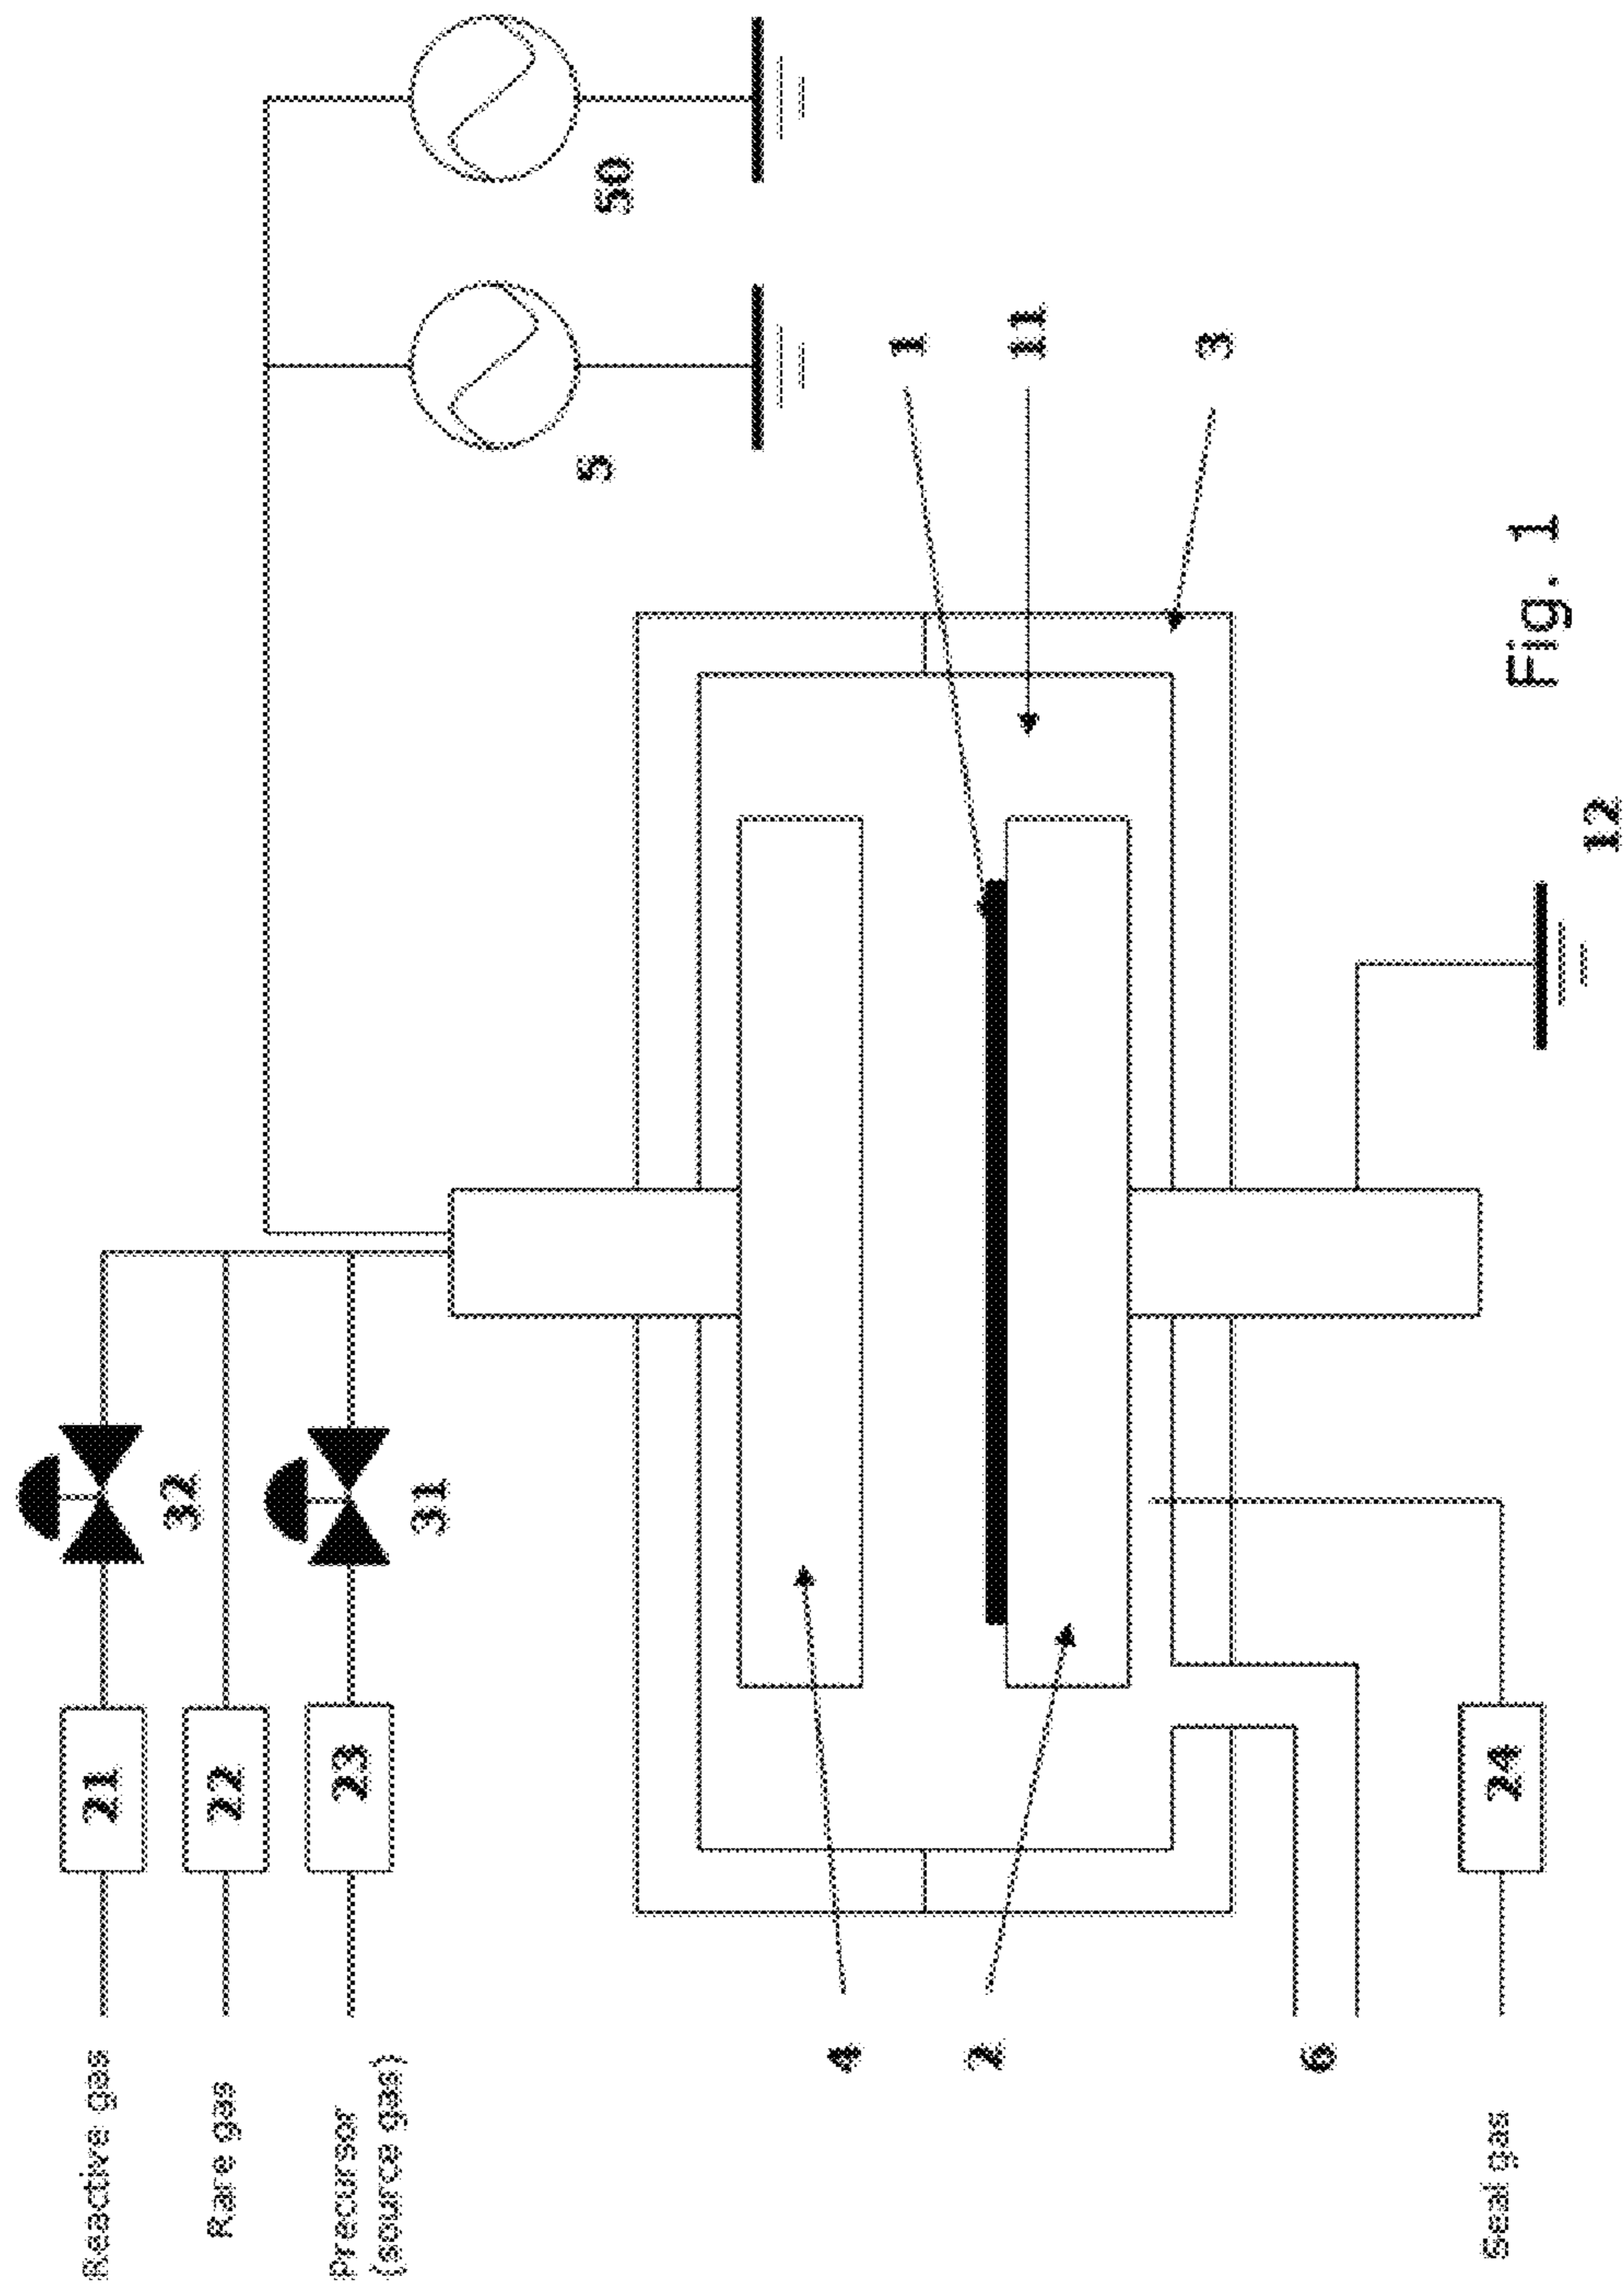 Reactive gas
21
32
Rare gas
22
Precursor
(source gas)
23
31
5
50
4
2
6
1
11
3
Seal gas
24
12
Fig. 1